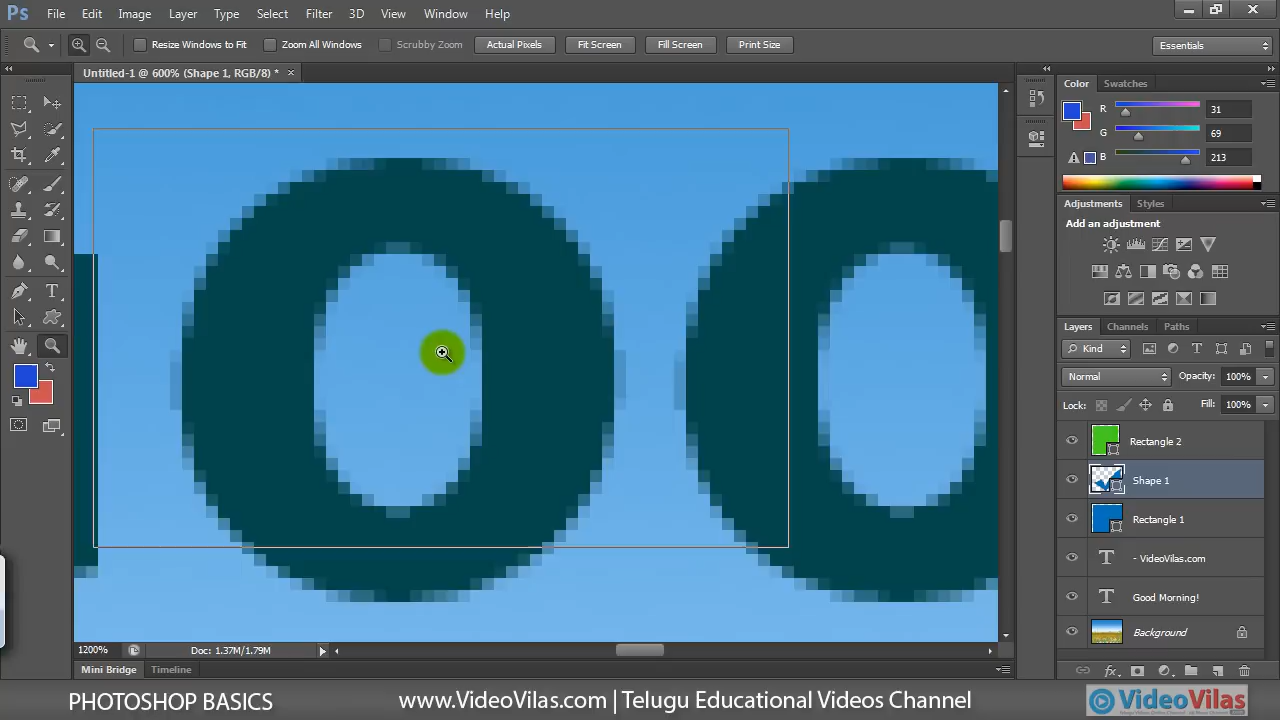 Ps File Edit Image Layer Type Select Filter 3D View Window Help
Resize Windows to Fit Zoom All Windows Scrubby Zoom Actual Pixels Fit Screen Fill Screen Print Size Essentials
Untitled-1 @ 600% (Shape 1, RGB/8) *
OO
Color Swatches
R 31
G 69
B 213
Adjustments Styles
Add an adjustment
Layers Channels Paths
Kind
Normal Opacity: 100%
Lock: Fill: 100%
Rectangle 2
Shape 1
Rectangle 1
T - VideoVilas.com
T Good Morning!
Background
1200% Doc: 1.37M/1.79M
Mini Bridge Timeline
PHOTOSHOP BASICS www.VideoVilas.com | Telugu Educational Videos Channel VideoVilas